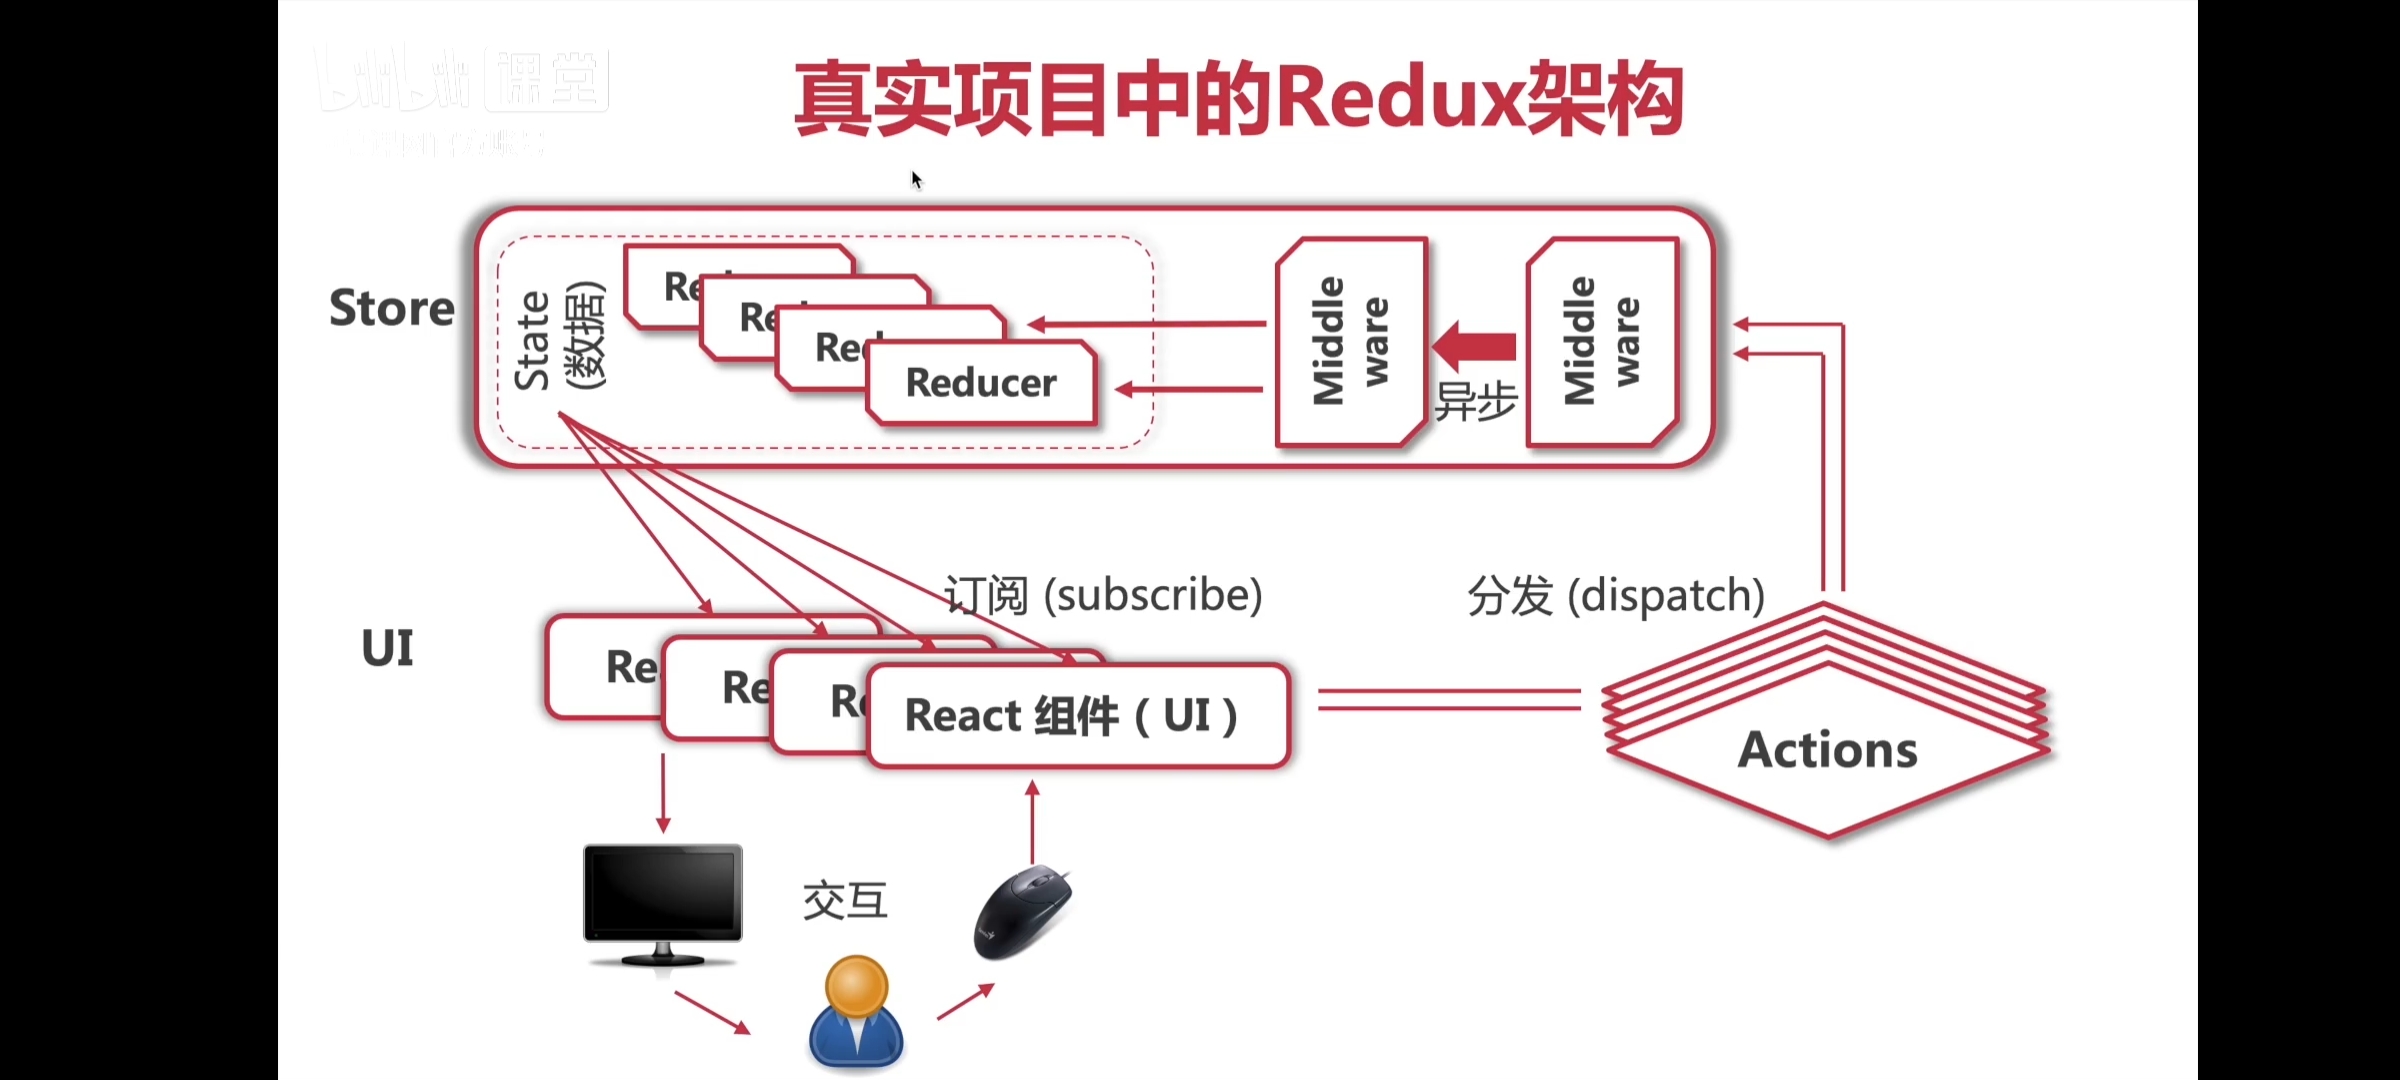 bilibili 课堂
真实项目中的Redux架构
Store
State
(数据)
Re
Re
Red
Reducer
Middle
ware
异步
Middle
ware
订阅 (subscribe)
分发 (dispatch)
UI
Re
Re
Re
React 组件 ( UI )
Actions
交互